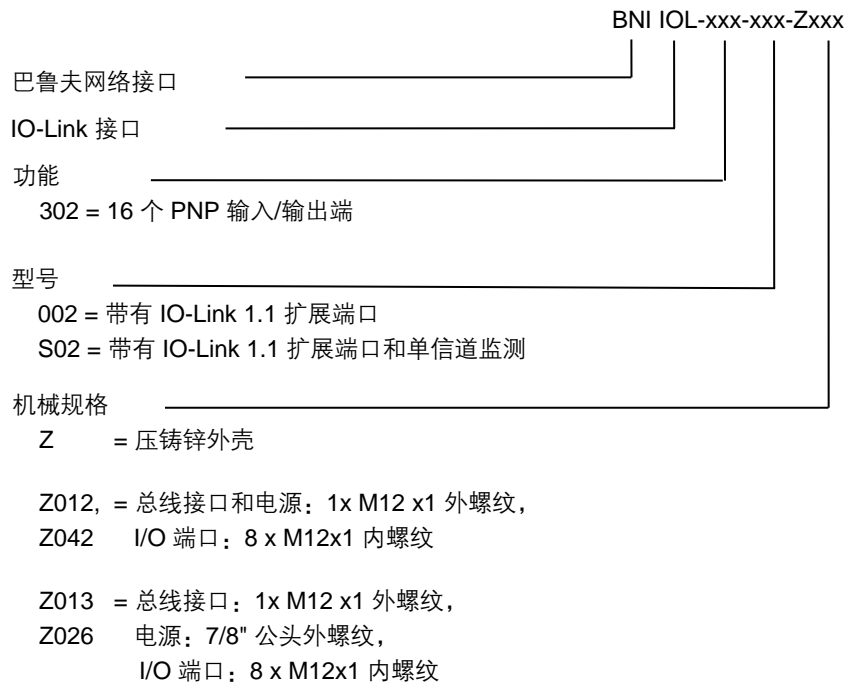 BNI IOL-xxx-xxx-Zxxx
巴鲁夫网络接口
IO-Link 接口
功能
302 = 16 个 PNP 输入/输出端
型号
002 = 带有 IO-Link 1.1 扩展端口
S02 = 带有 IO-Link 1.1 扩展端口和单信道监测
机械规格
Z = 压铸锌外壳
Z012, = 总线接口和电源：1x M12 x1 外螺纹，
Z042 I/O 端口：8 x M12x1 内螺纹
Z013 = 总线接口：1x M12 x1 外螺纹，
Z026 电源：7/8" 公头外螺纹，
I/O 端口：8 x M12x1 内螺纹